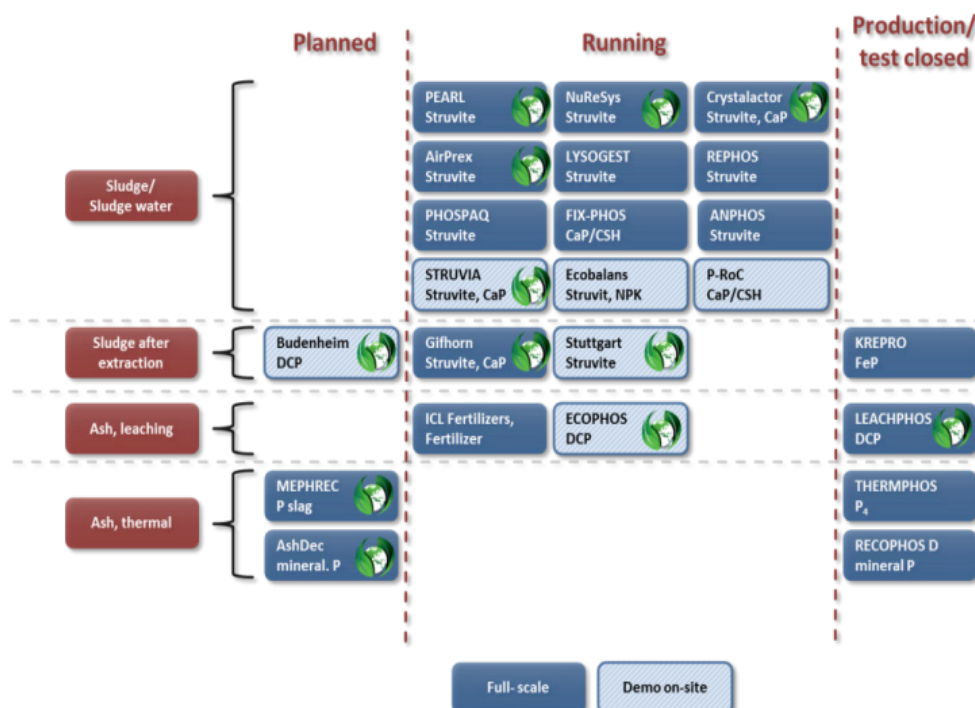 Planned
Running
Production/
test closed
Sludge/
Sludge water
PEARL
Struvite
NuReSys
Struvite
Crystalactor
Struvite, CaP
AirPrex
Struvite
LYSOGEST
Struvite
REPHOS
Struvite
PHOSPAQ
Struvite
FIX-PHOS
CaP/CSH
ANPHOS
Struvite
STRUVIA
Struvite, CaP
Ecobalans
Struvit, NPK
P-RoC
CaP/CSH
Sludge after
extraction
Budenheim
DCP
Gifhorn
Struvite, CaP
Stuttgart
Struvite
KREPRO
FeP
Ash, leaching
ICL Fertilizers,
Fertilizer
ECOPHOS
DCP
LEACHPHOS
DCP
Ash, thermal
MEPHREC
P slag
THERMPHOS
P₄
AshDec
mineral. P
RECOPHOS D
mineral P
Full- scale
Demo on-site